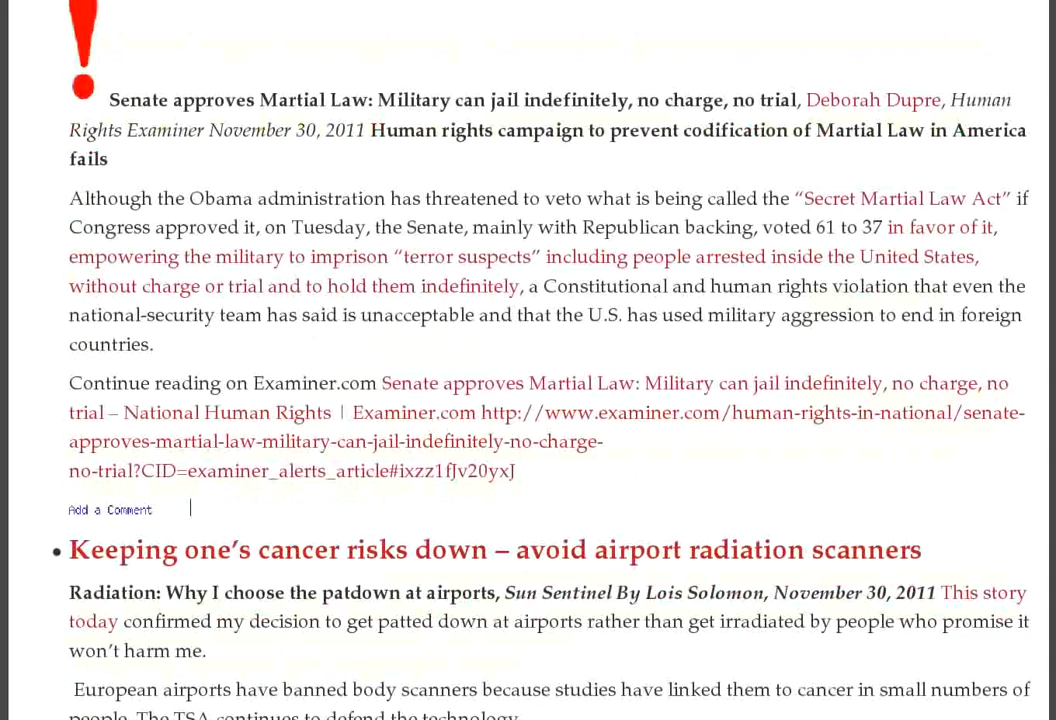 Senate approves Martial Law: Military can jail indefinitely, no charge, no trial, Deborah Dupre, Human
Rights Examiner November 30, 2011 Human rights campaign to prevent codification of Martial Law in America
fails
Although the Obama administration has threatened to veto what is being called the “Secret Martial Law Act” if
Congress approved it, on Tuesday, the Senate, mainly with Republican backing, voted 61 to 37 in favor of it,
empowering the military to imprison “terror suspects” including people arrested inside the United States,
without charge or trial and to hold them indefinitely, a Constitutional and human rights violation that even the
national-security team has said is unacceptable and that the U.S. has used military aggression to end in foreign
countries.
Continue reading on Examiner.com Senate approves Martial Law: Military can jail indefinitely, no charge, no
trial – National Human Rights | Examiner.com http://www.examiner.com/human-rights-in-national/senate-
approves-martial-law-military-can-jail-indefinitely-no-charge-
no-trial?CID=examiner_alerts_article#ixzz1fJv20yxJ
Add a Comment |
• Keeping one’s cancer risks down – avoid airport radiation scanners
Radiation: Why I choose the patdown at airports, Sun Sentinel By Lois Solomon, November 30, 2011 This story
today confirmed my decision to get patted down at airports rather than get irradiated by people who promise it
won’t harm me.
European airports have banned body scanners because studies have linked them to cancer in small numbers of
people. The TSA continues to defend the technology.